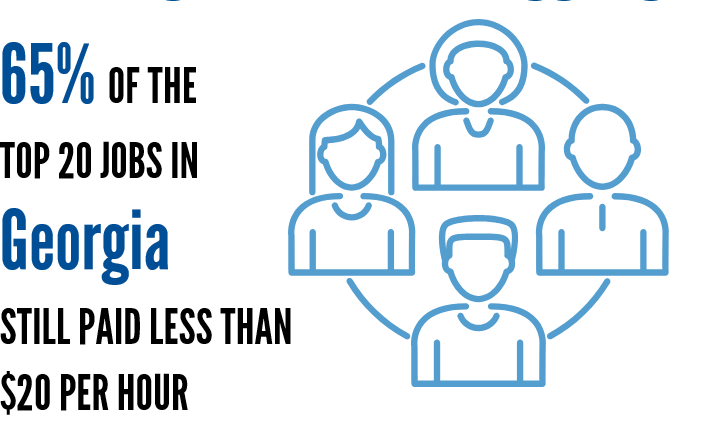 65% OF THE
TOP 20 JOBS IN
Georgia
STILL PAID LESS THAN
$20 PER HOUR